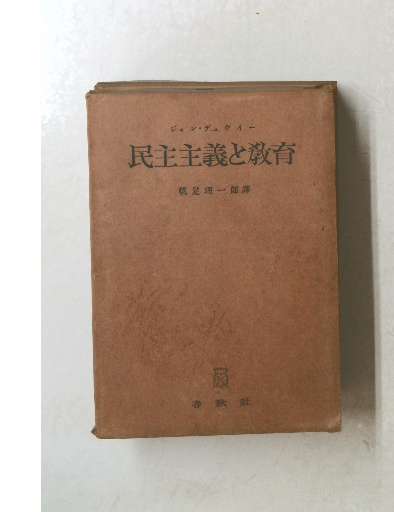 ジョン・デュウイー
民主主義と教育
帆足理一郎譯
春秋社